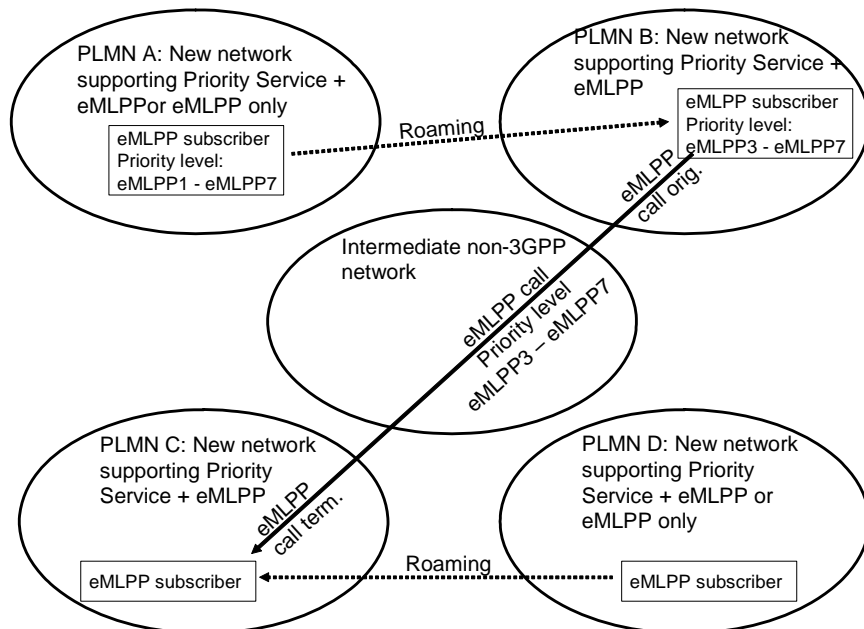 PLMN A: New network
supporting Priority Service +
eMLPPor eMLPP only
eMLPP subscriber
Priority level:
eMLPP1 - eMLPP7
Roaming
PLMN B: New network
supporting Priority Service +
eMLPP
eMLPP subscriber
Priority level:
eMLPP3 - eMLPP7
eMLPP
call orig.
Intermediate non-3GPP
network
eMLPP call
Priority level
eMLPP3 – eMLPP7
PLMN C: New network
supporting Priority
Service + eMLPP
eMLPP
call term.
eMLPP subscriber
Roaming
PLMN D: New network
supporting Priority
Service + eMLPP or
eMLPP only
eMLPP subscriber